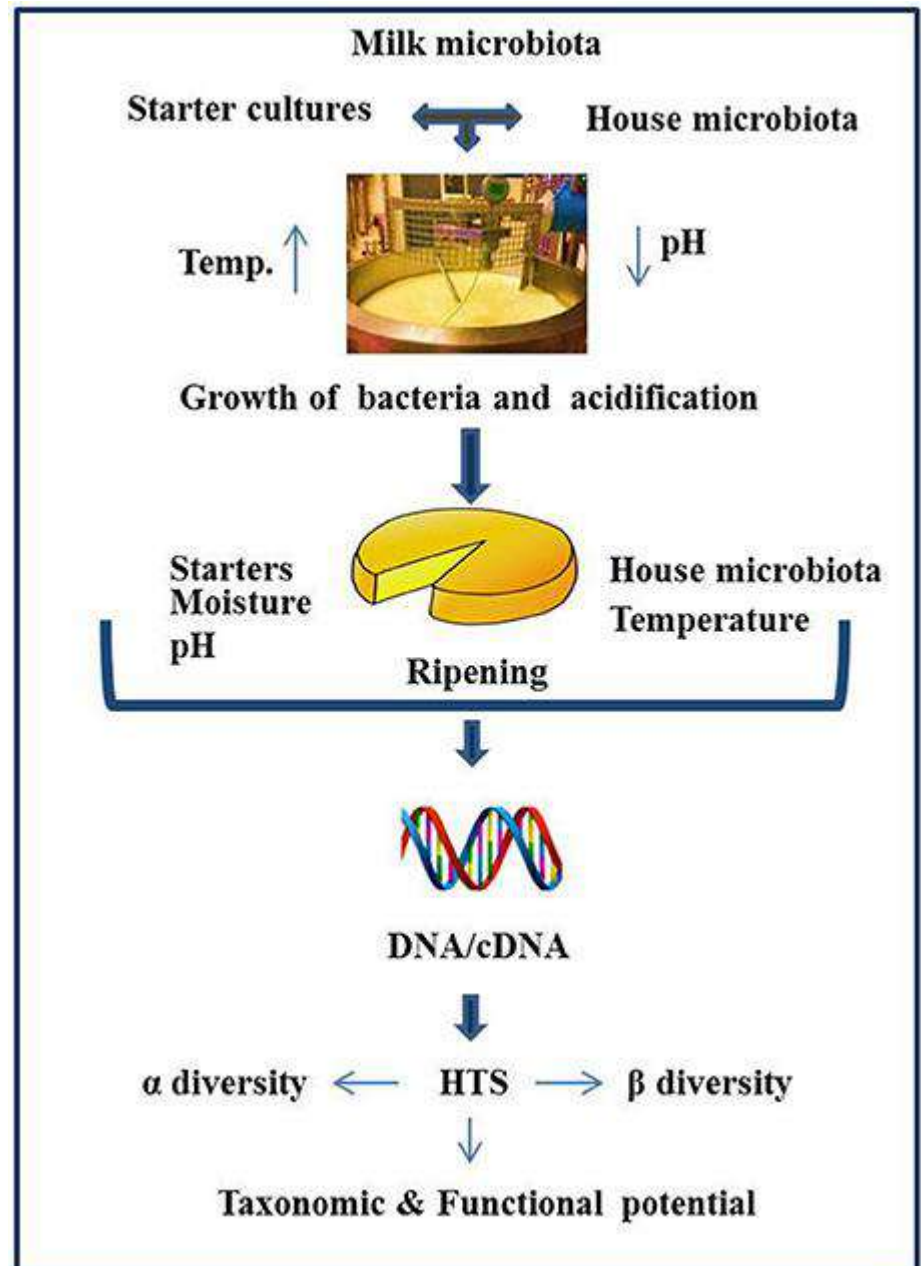 Milk microbiota
Starter cultures
House microbiota
Temp.
pH
Growth of bacteria and acidification
Starters
Moisture
pH
House microbiota
Temperature
Ripening
DNA/cDNA
α diversity
HTS
β diversity
Taxonomic & Functional potential